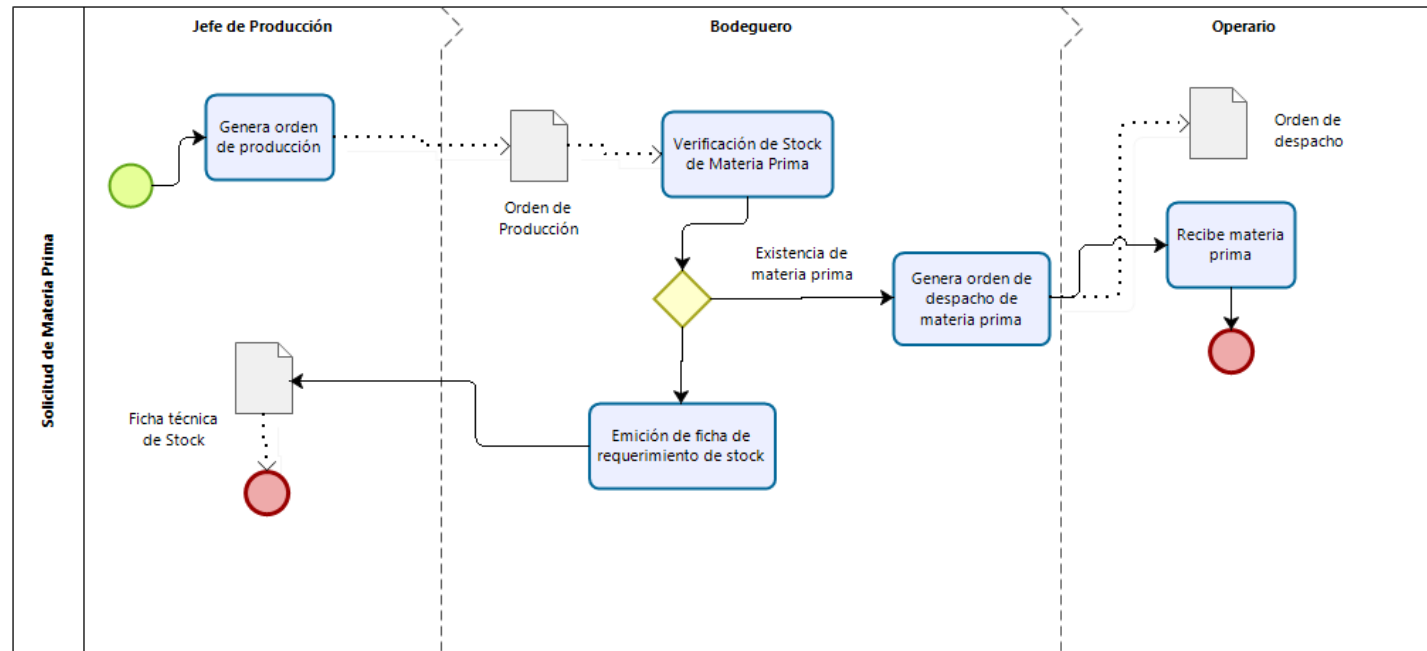 Solicitud de Materia Prima
Jefe de Producción
Bodeguero
Operario
Genera orden
de producción
Orden de
Producción
Verificación de Stock
de Materia Prima
Orden de
despacho
Existencia de
materia prima
Genera orden de
despacho de
materia prima
Recibe materia
prima
Ficha técnica
de Stock
Emición de ficha de
requerimiento de stock